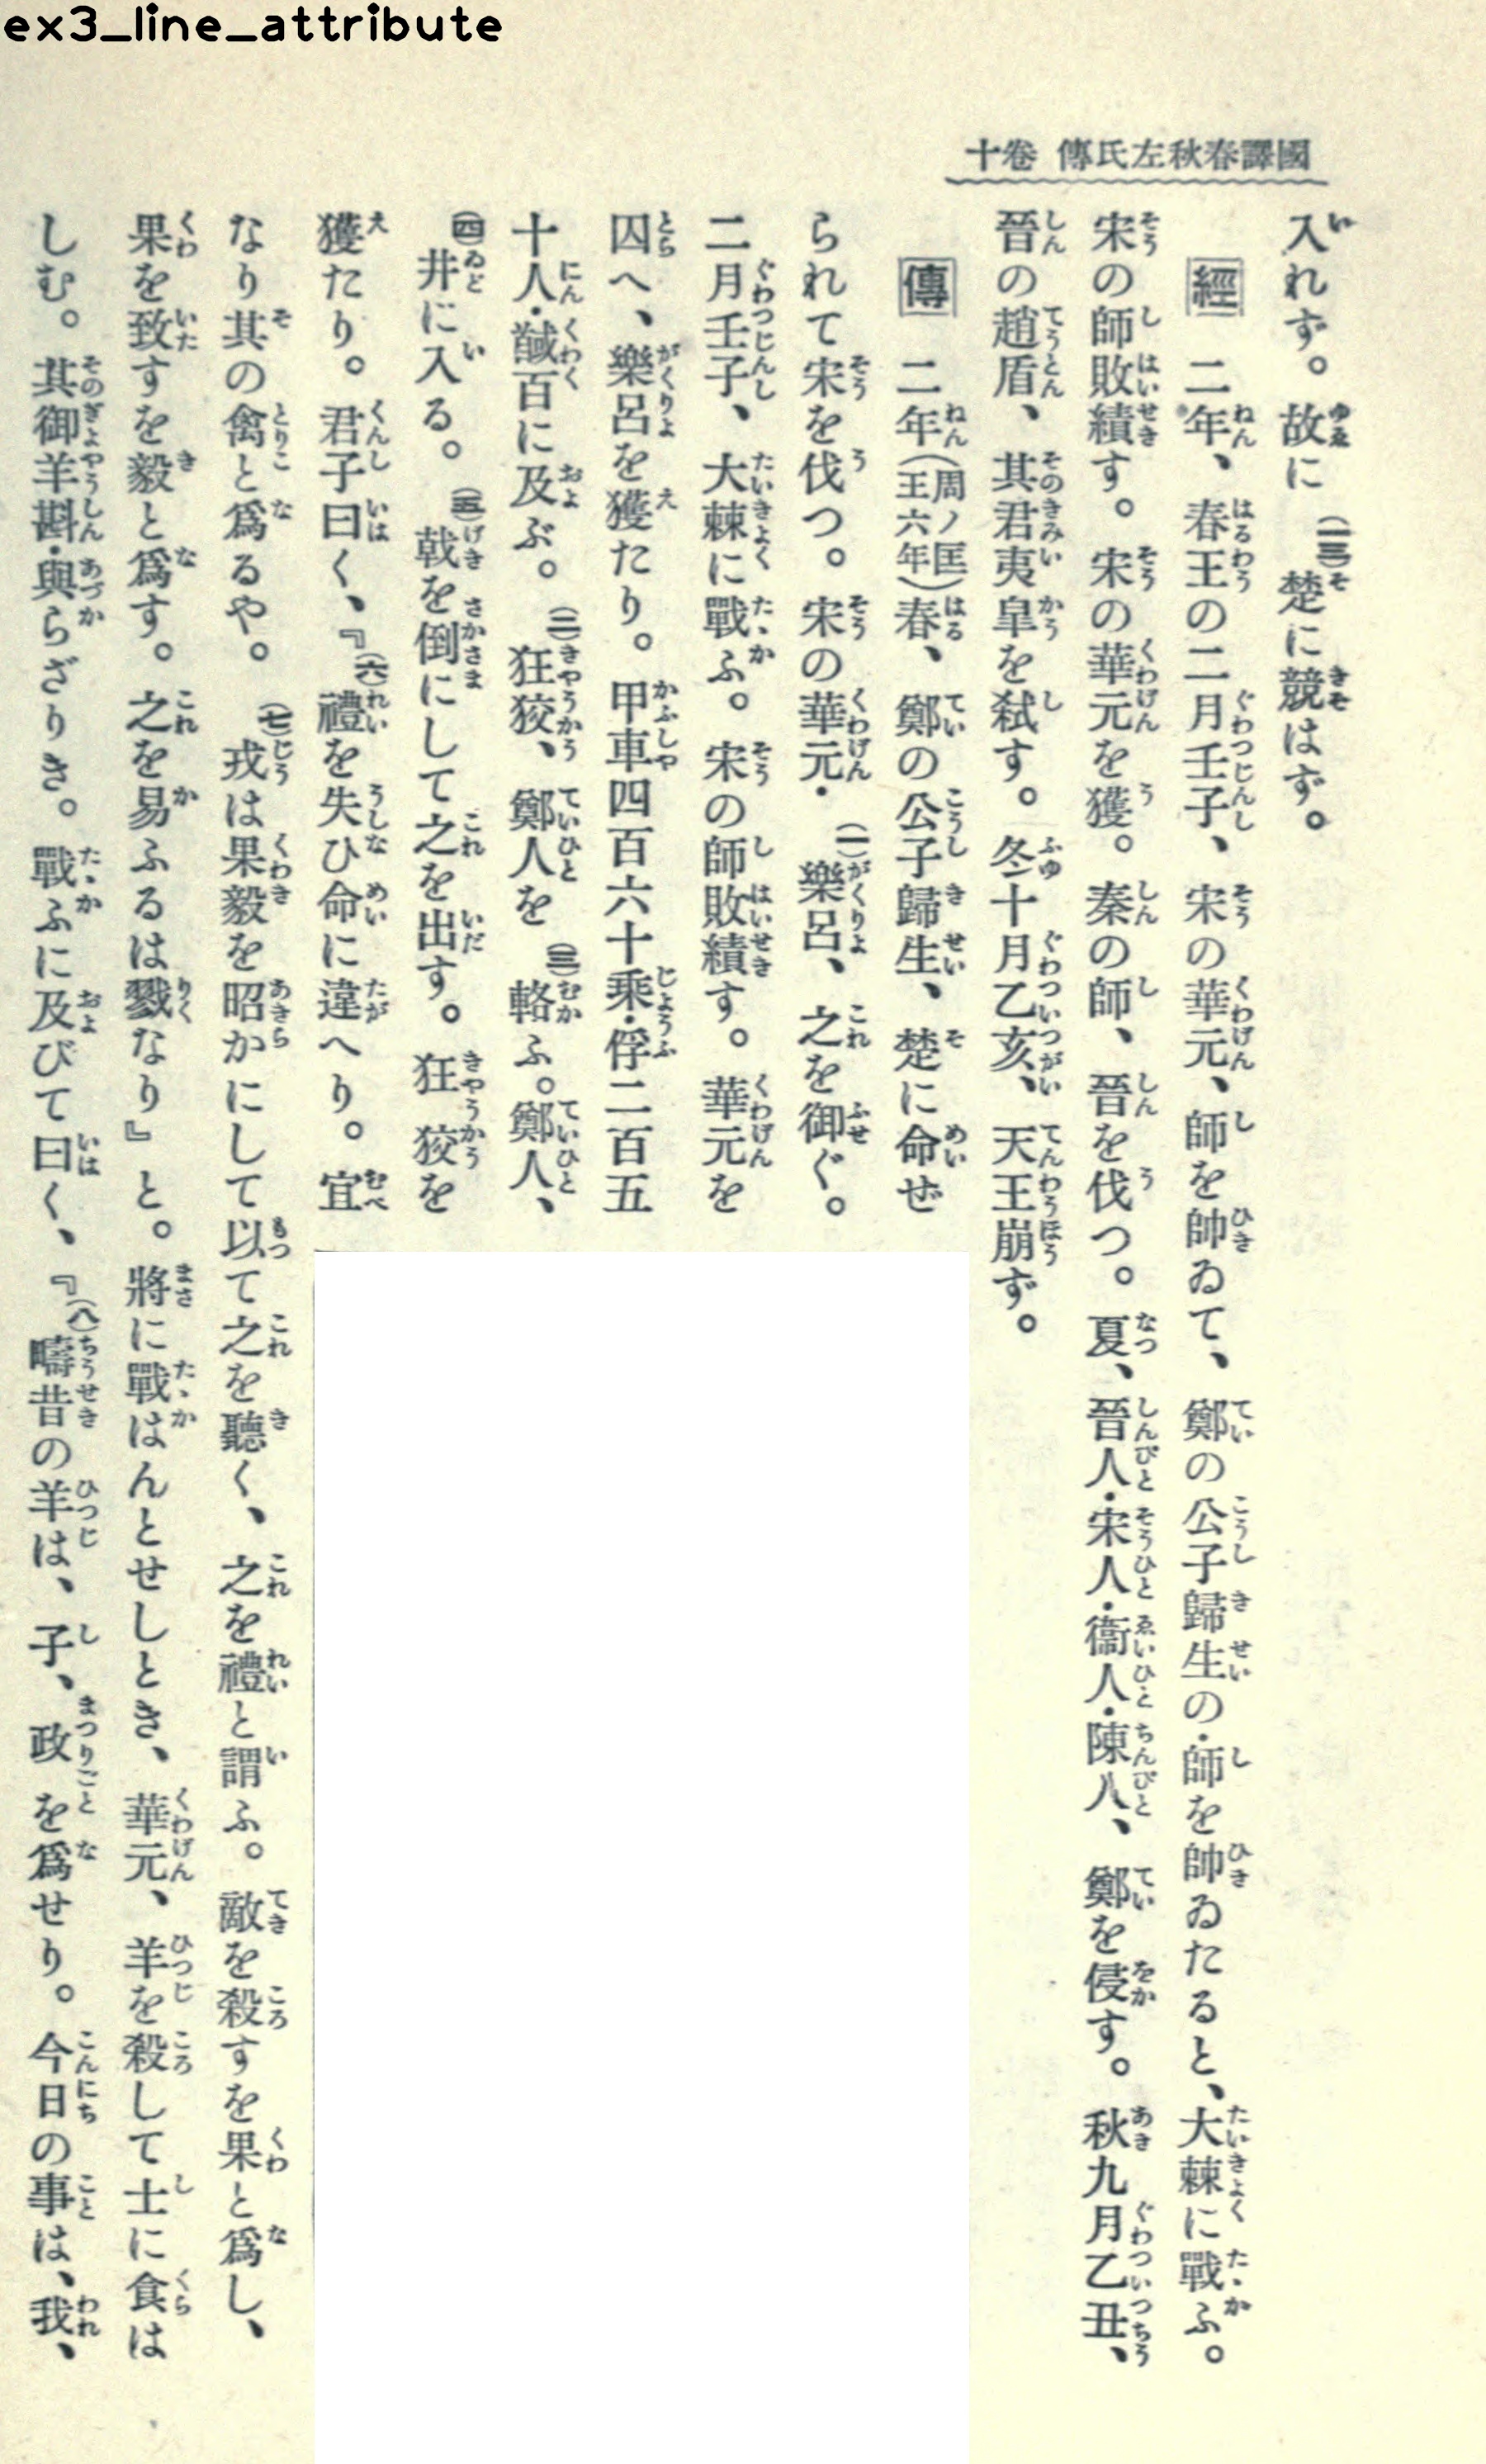 ex3_line_attribute
國譯春秋左氏傳 卷十
入れず。故に(一三)楚に競はず。
經 二年、春王の二月壬子、宋の華元、師を帥ゐて、鄭の公子歸生の·師を帥ゐたると、大棘に戰ふ。
宋の師敗績す。宋の華元を獲。秦の師、晉を伐つ。夏、晉人·宋人·衞人·陳人、鄭を侵す。秋九月乙丑、
晉の趙盾、其君夷皐を弑す。冬十月乙亥、天王崩ず。
傳 二年(周ノ匡王六年)春、鄭の公子歸生、楚に命ぜ
られて宋を伐つ。宋の華元·(一)樂呂、之を御ぐ。
二月壬子、大棘に戰ふ。宋の師敗績す。華元を
囚へ、樂呂を獲たり。甲車四百六十乘·俘二百五
十人·馘百に及ぶ。(二)狂狡、鄭人を(三)輅ふ。鄭人、
(四)井に入る。(五)戟を倒にして之を出す。狂狡を
獲たり。君子曰く、『(六)禮を失ひ命に違へり。宜
なり其の禽と爲るや。(七)戎は果毅を昭かにして以て之を聽く、之を禮と謂ふ。敵を殺すを果と爲し、
果を致すを毅と爲す。之を易ふるは戮なり』と。將に戰はんとせしとき、華元、羊を殺して士に食は
しむ。其御羊斟·與らざりき。戰ふに及びて曰く、『(八)疇昔の羊は、子、政を爲せり。今日の事は、我、